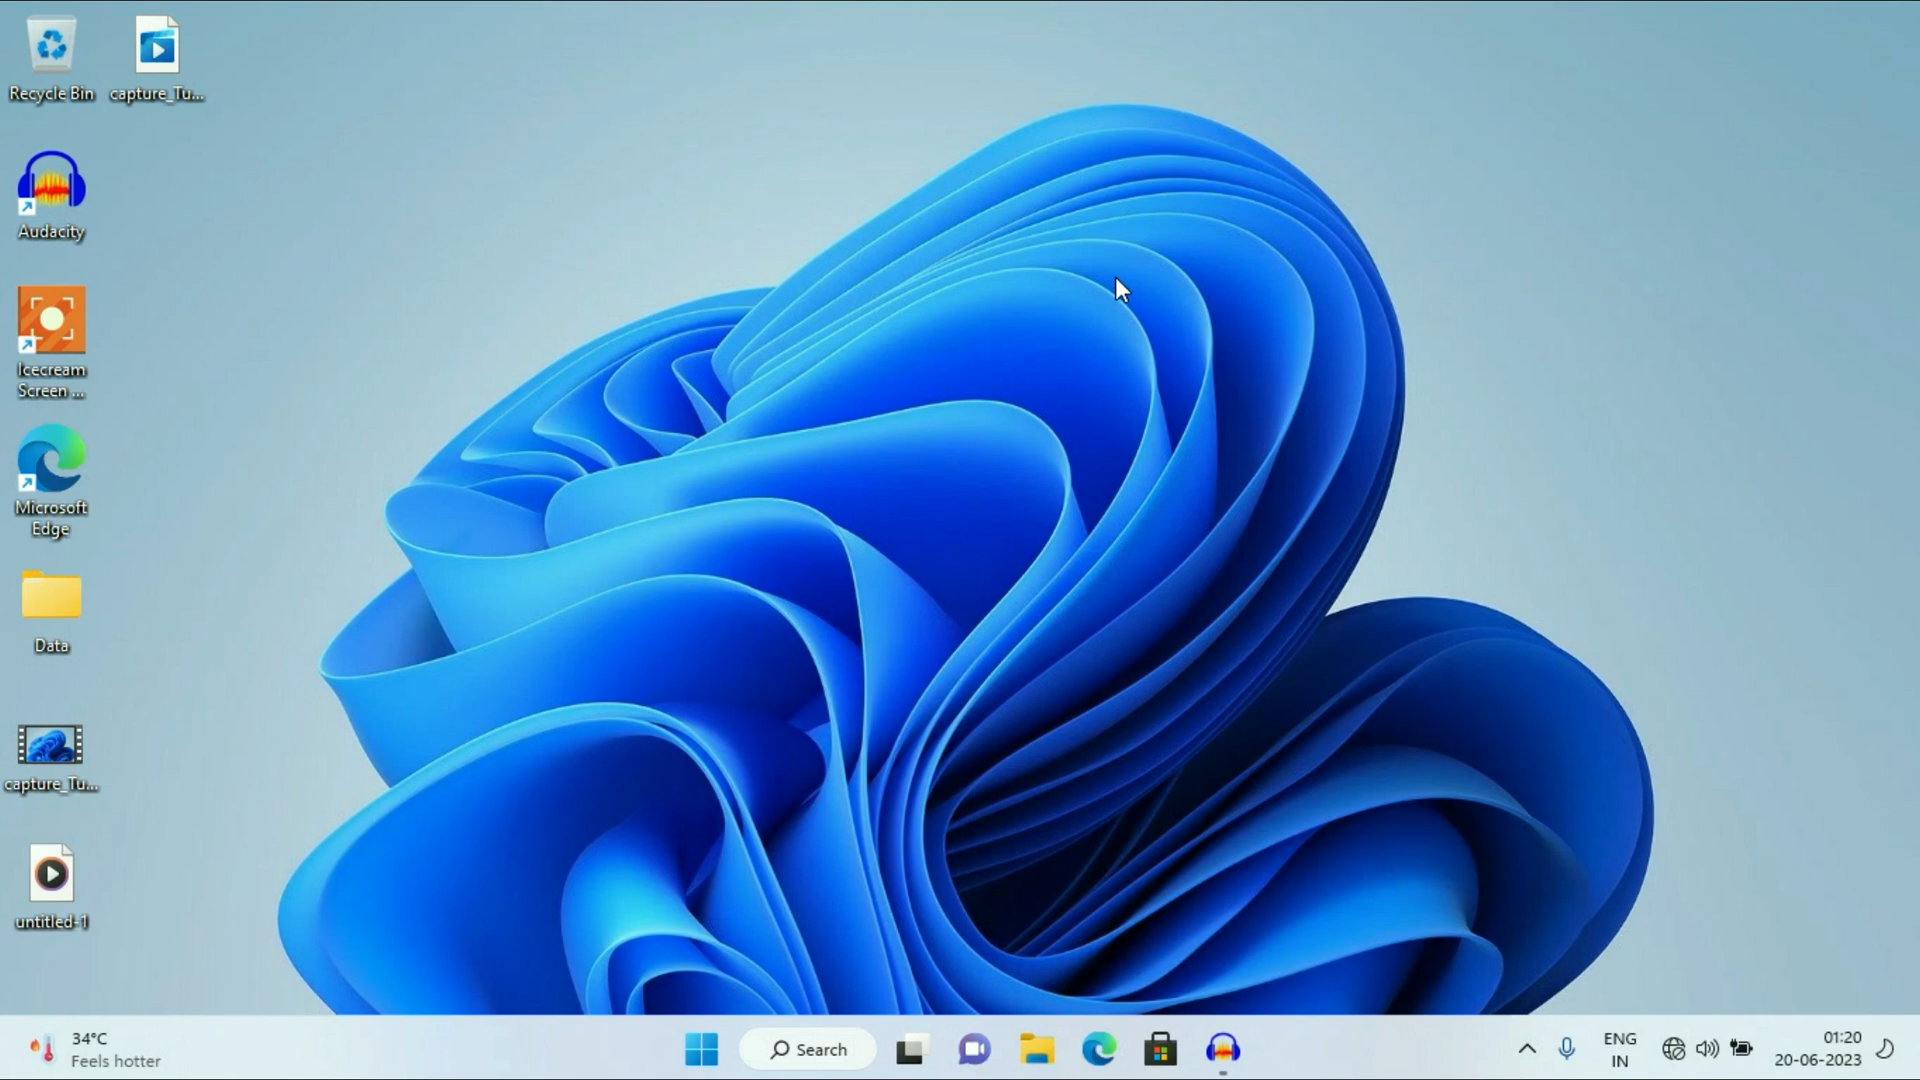 Recycle Bin
capture_Tu...
Audacity
Icecream
Screen ...
Microsoft
Edge
Data
capture_Tu...
untitled-1
34°C
Feels hotter
Search
ENG
IN
01:20
20-06-2023